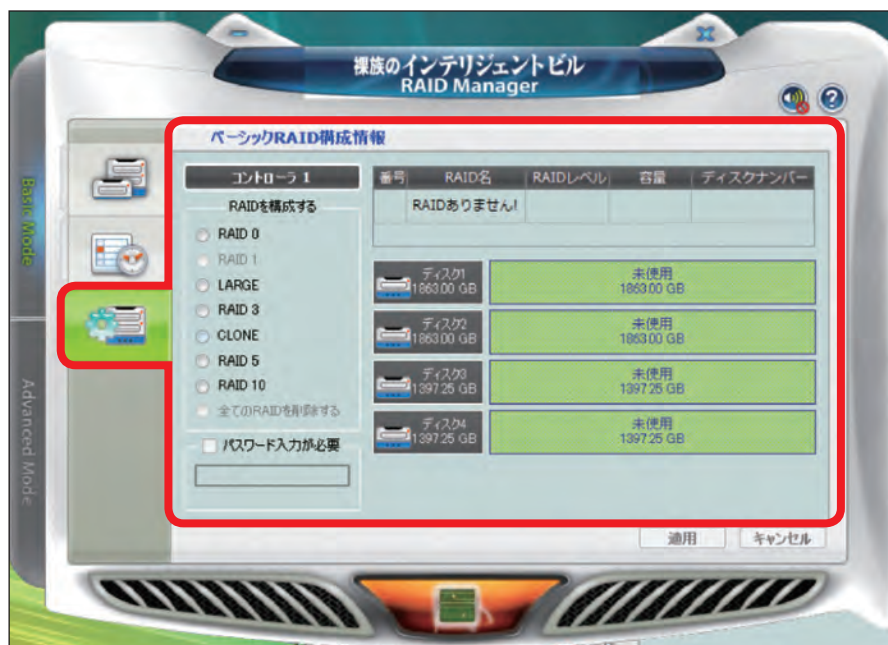 裸族のインテリジェントビル
RAID Manager
ベーシックRAID構成情報
Basic Mode
Advanced Mode
コントローラ 1
RAIDを構成する
RAID 0
RAID 1
LARGE
RAID 3
CLONE
RAID 5
RAID 10
全てのRAIDを削除する
パスワード入力が必要
番号 RAID名 RAIDレベル 容量 ディスクナンバー
RAIDありません!
ディスク1
1863.00 GB
未使用
1863.00 GB
ディスク2
1863.00 GB
未使用
1863.00 GB
ディスク3
1397.25 GB
未使用
1397.25 GB
ディスク4
1397.25 GB
未使用
1397.25 GB
適用 キャンセル